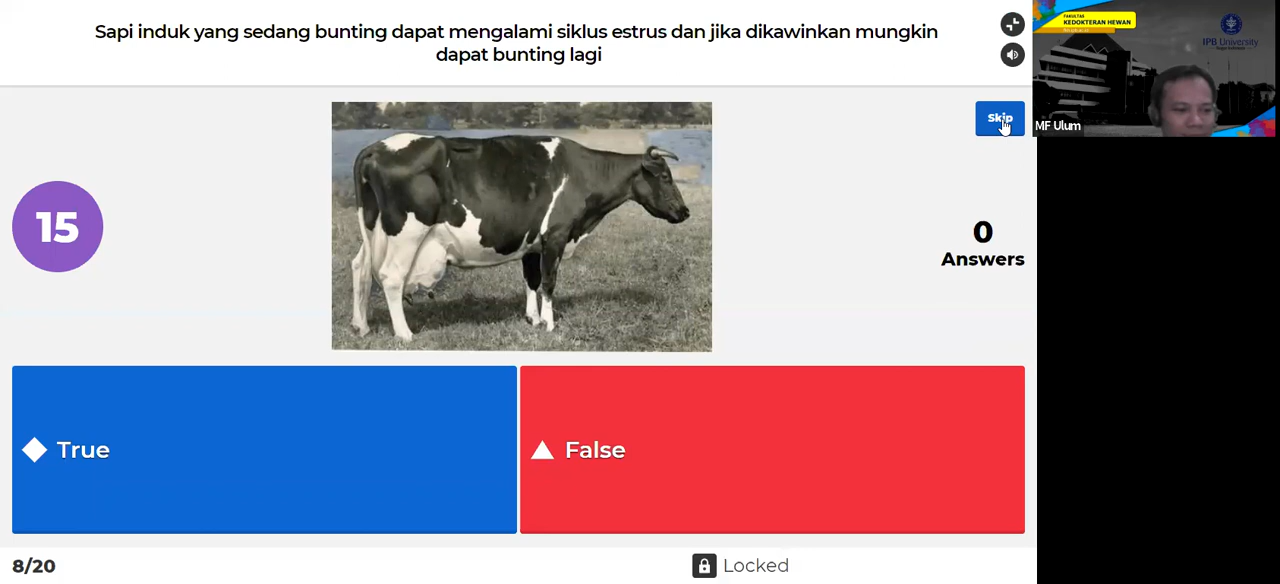 Sapi induk yang sedang bunting dapat mengalami siklus estrus dan jika dikawinkan mungkin
dapat bunting lagi
FAKULTAS
KEDOKTERAN HEWAN
IPB University
Skip
MF Ulum
15
0
Answers
True
False
8/20
Locked